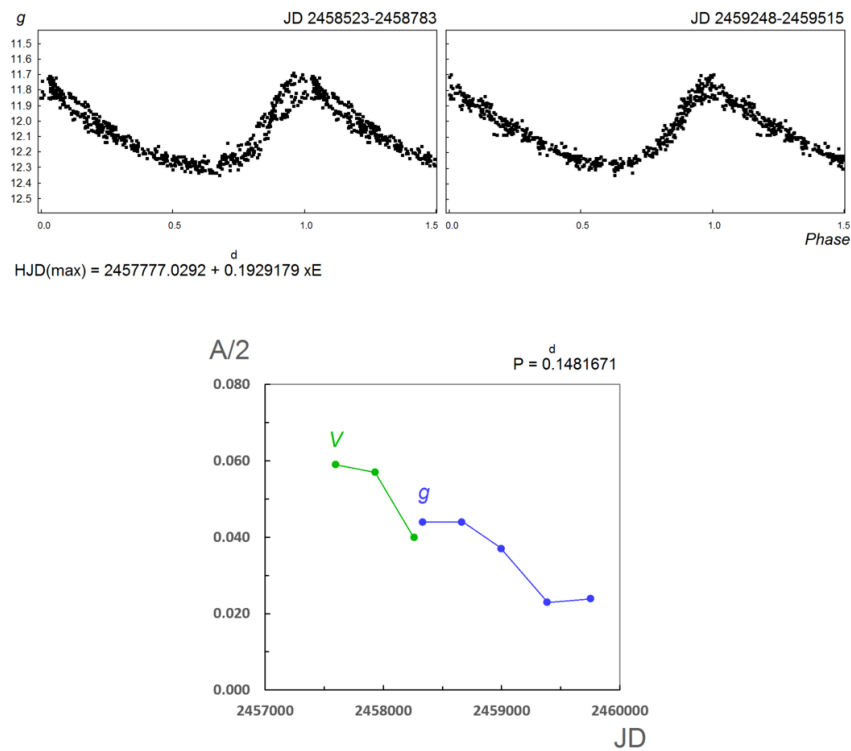 g
JD 2458523-2458783
JD 2459248-2459515
11.5
11.6
11.7
11.8
11.9
12.0
12.1
12.2
12.3
12.4
12.5
0.0 0.5 1.0 1.5
0.0 0.5 1.0 1.5
Phase
d
HJD(max) = 2457777.0292 + 0.1929179 xE
A/2
d
P = 0.1481671
0.080
V
0.060
g
0.040
0.020
0.000
2457000 2458000 2459000 2460000
JD